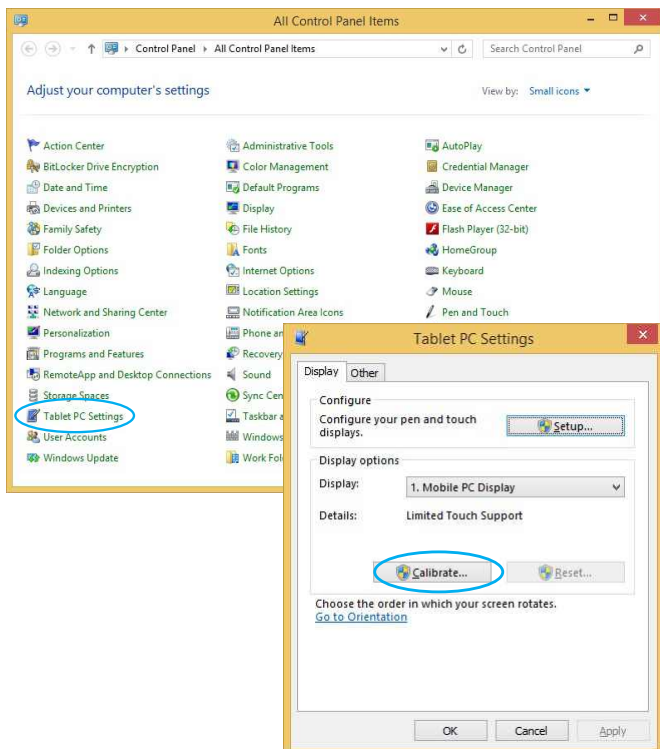 All Control Panel Items
Control Panel All Control Panel Items Search Control Panel
Adjust your computer's settings View by: Small icons
Action Center Administrative Tools AutoPlay
BitLocker Drive Encryption Color Management Credential Manager
Date and Time Default Programs Device Manager
Devices and Printers Display Ease of Access Center
Family Safety File History Flash Player (32-bit)
Folder Options Fonts HomeGroup
Indexing Options Internet Options Keyboard
Language Location Settings Mouse
Network and Sharing Center Notification Area Icons Pen and Touch
Personalization Phone an
Programs and Features Recovery
RemoteApp and Desktop Connections Sound
Storage Spaces Sync Cen
Tablet PC Settings Taskbar a
User Accounts Windows
Windows Update Work Fol
Tablet PC Settings
Display Other
Configure
Configure your pen and touch
displays.
Setup...
Display options
Display: 1. Mobile PC Display
Details: Limited Touch Support
Calibrate... Reset...
Choose the order in which your screen rotates.
Go to Orientation
OK Cancel Apply